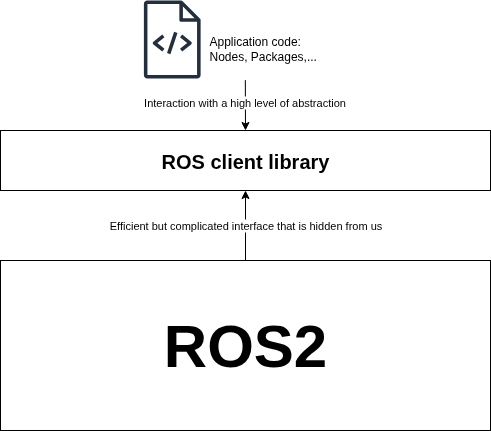 </>
Application code:
Nodes, Packages,...
Interaction with a high level of abstraction
ROS client library
Efficient but complicated interface that is hidden from us
ROS2